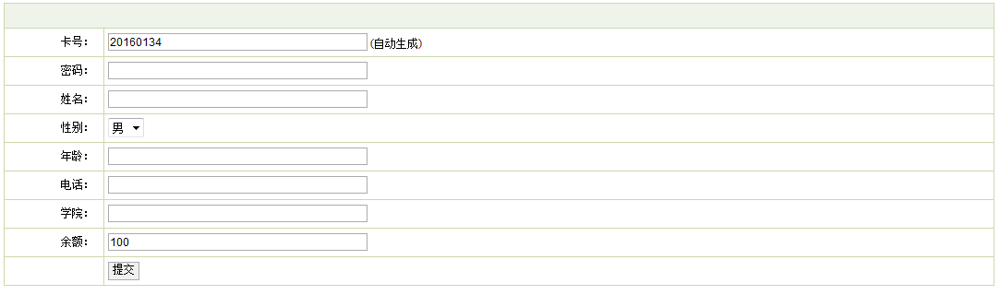 卡号： 20160134 (自动生成)
密码：
姓名：
性别： 男
年龄：
电话：
学院：
余额： 100
提交